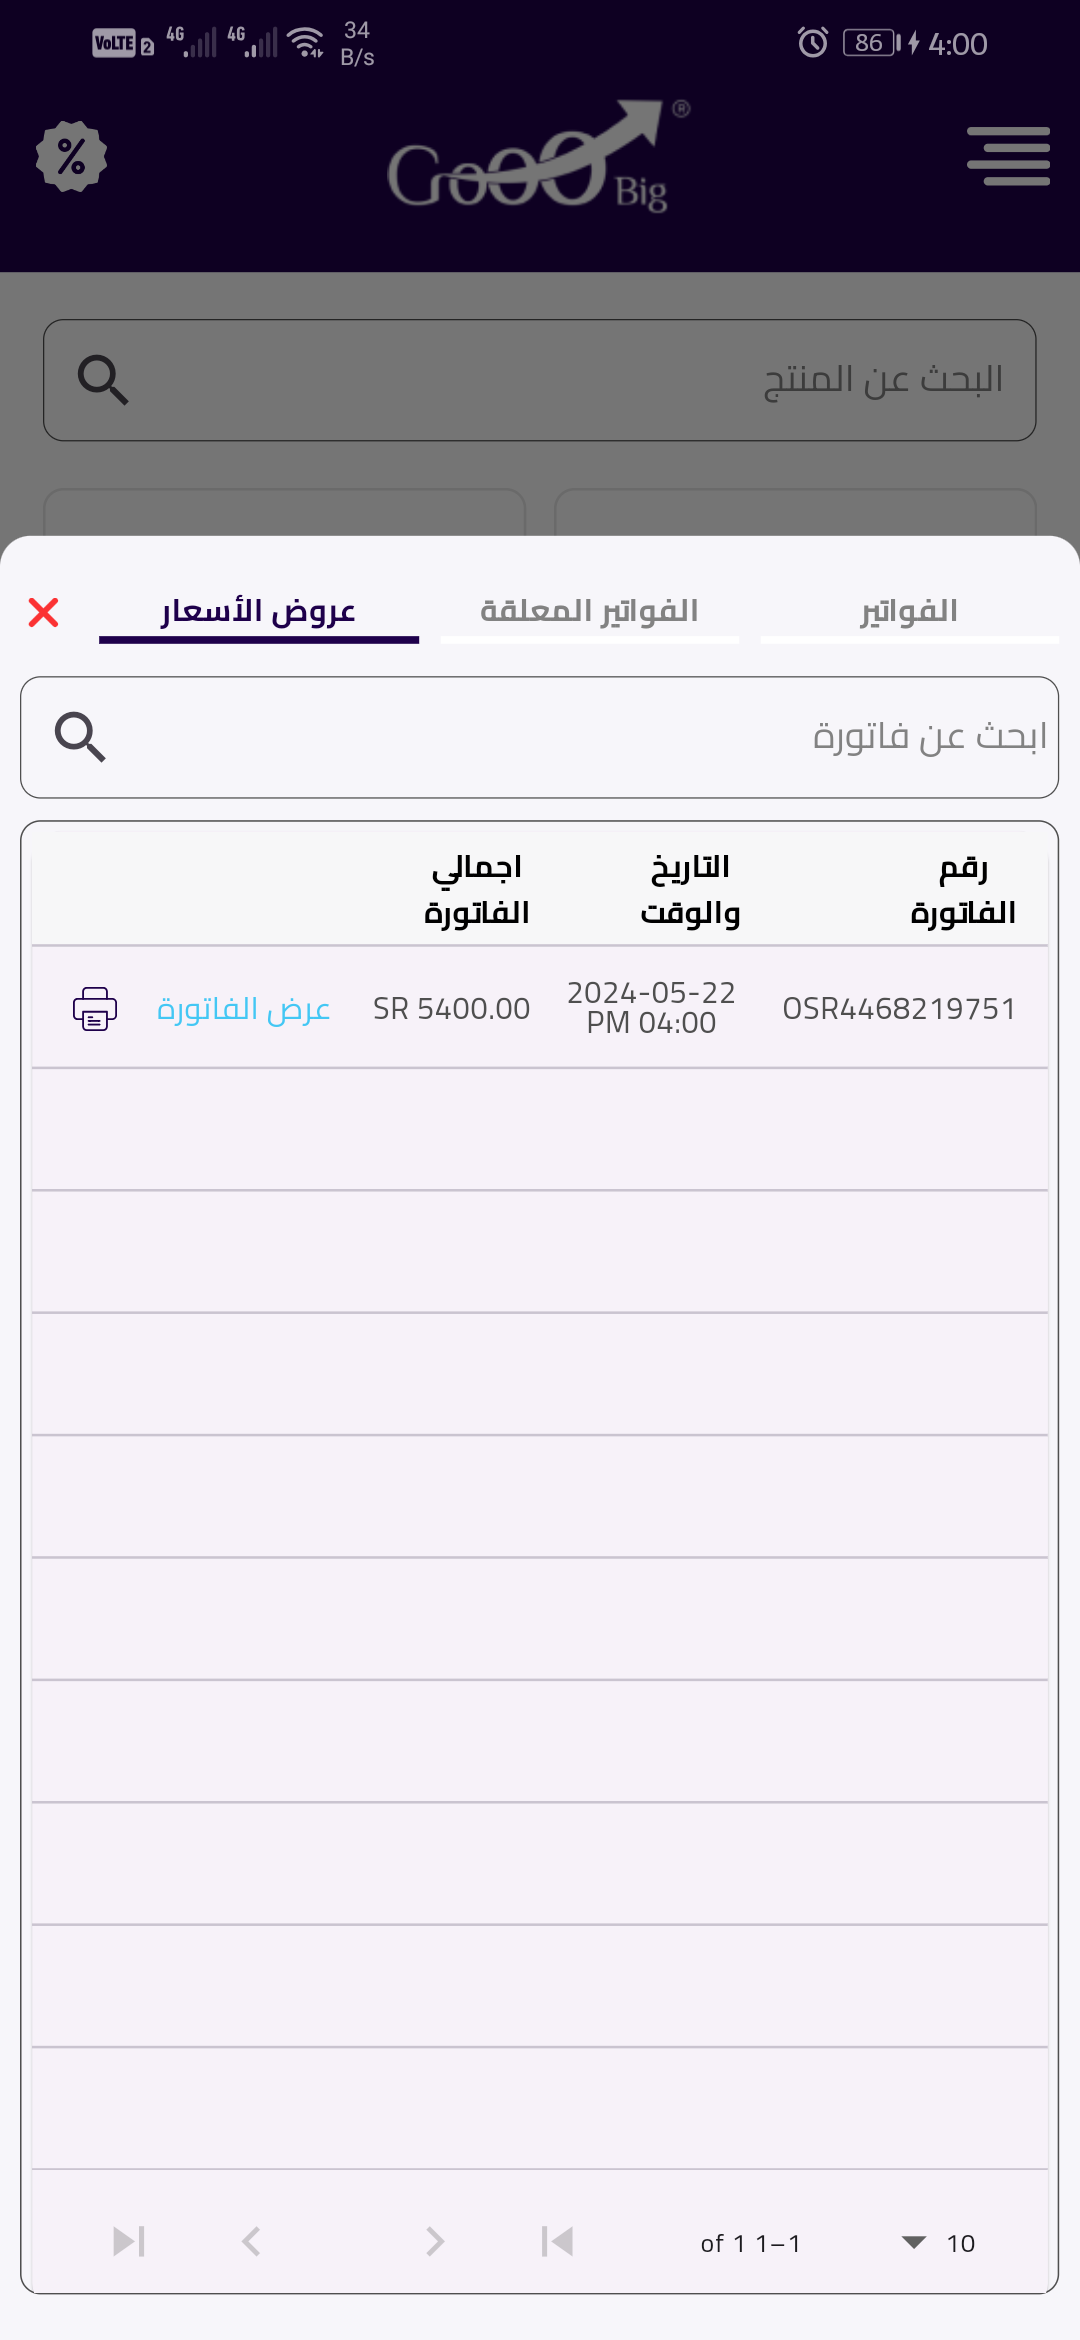 VoLTE 2 4G 4G 34 B/s 86 4:00
GoOO Big ®
البحث عن المنتج
الفواتير الفواتير المعلقة عروض الأسعار
ابحث عن فاتورة
رقم الفاتورة التاريخ والوقت اجمالي الفاتورة
OSR4468219751 2024-05-22 PM 04:00 SR 5400.00 عرض الفاتورة
10 of 1 1–1